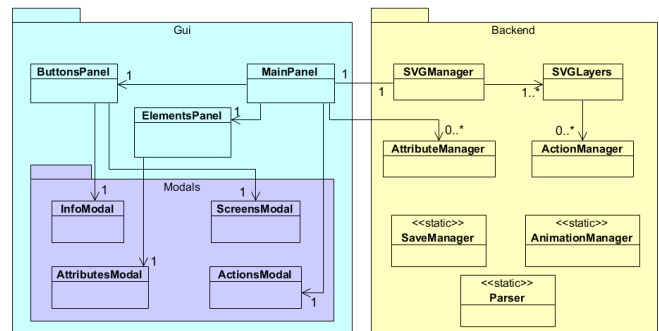 Gui
Backend
ButtonsPanel
1
MainPanel
1
1
SVGManager
1..*
SVGLayers
ElementsPanel
1
0..*
AttributeManager
0..*
ActionManager
Modals
1
InfoModal
1
ScreensModal
<<static>>
SaveManager
<<static>>
AnimationManager
1
AttributesModal
ActionsModal
1
<<static>>
Parser